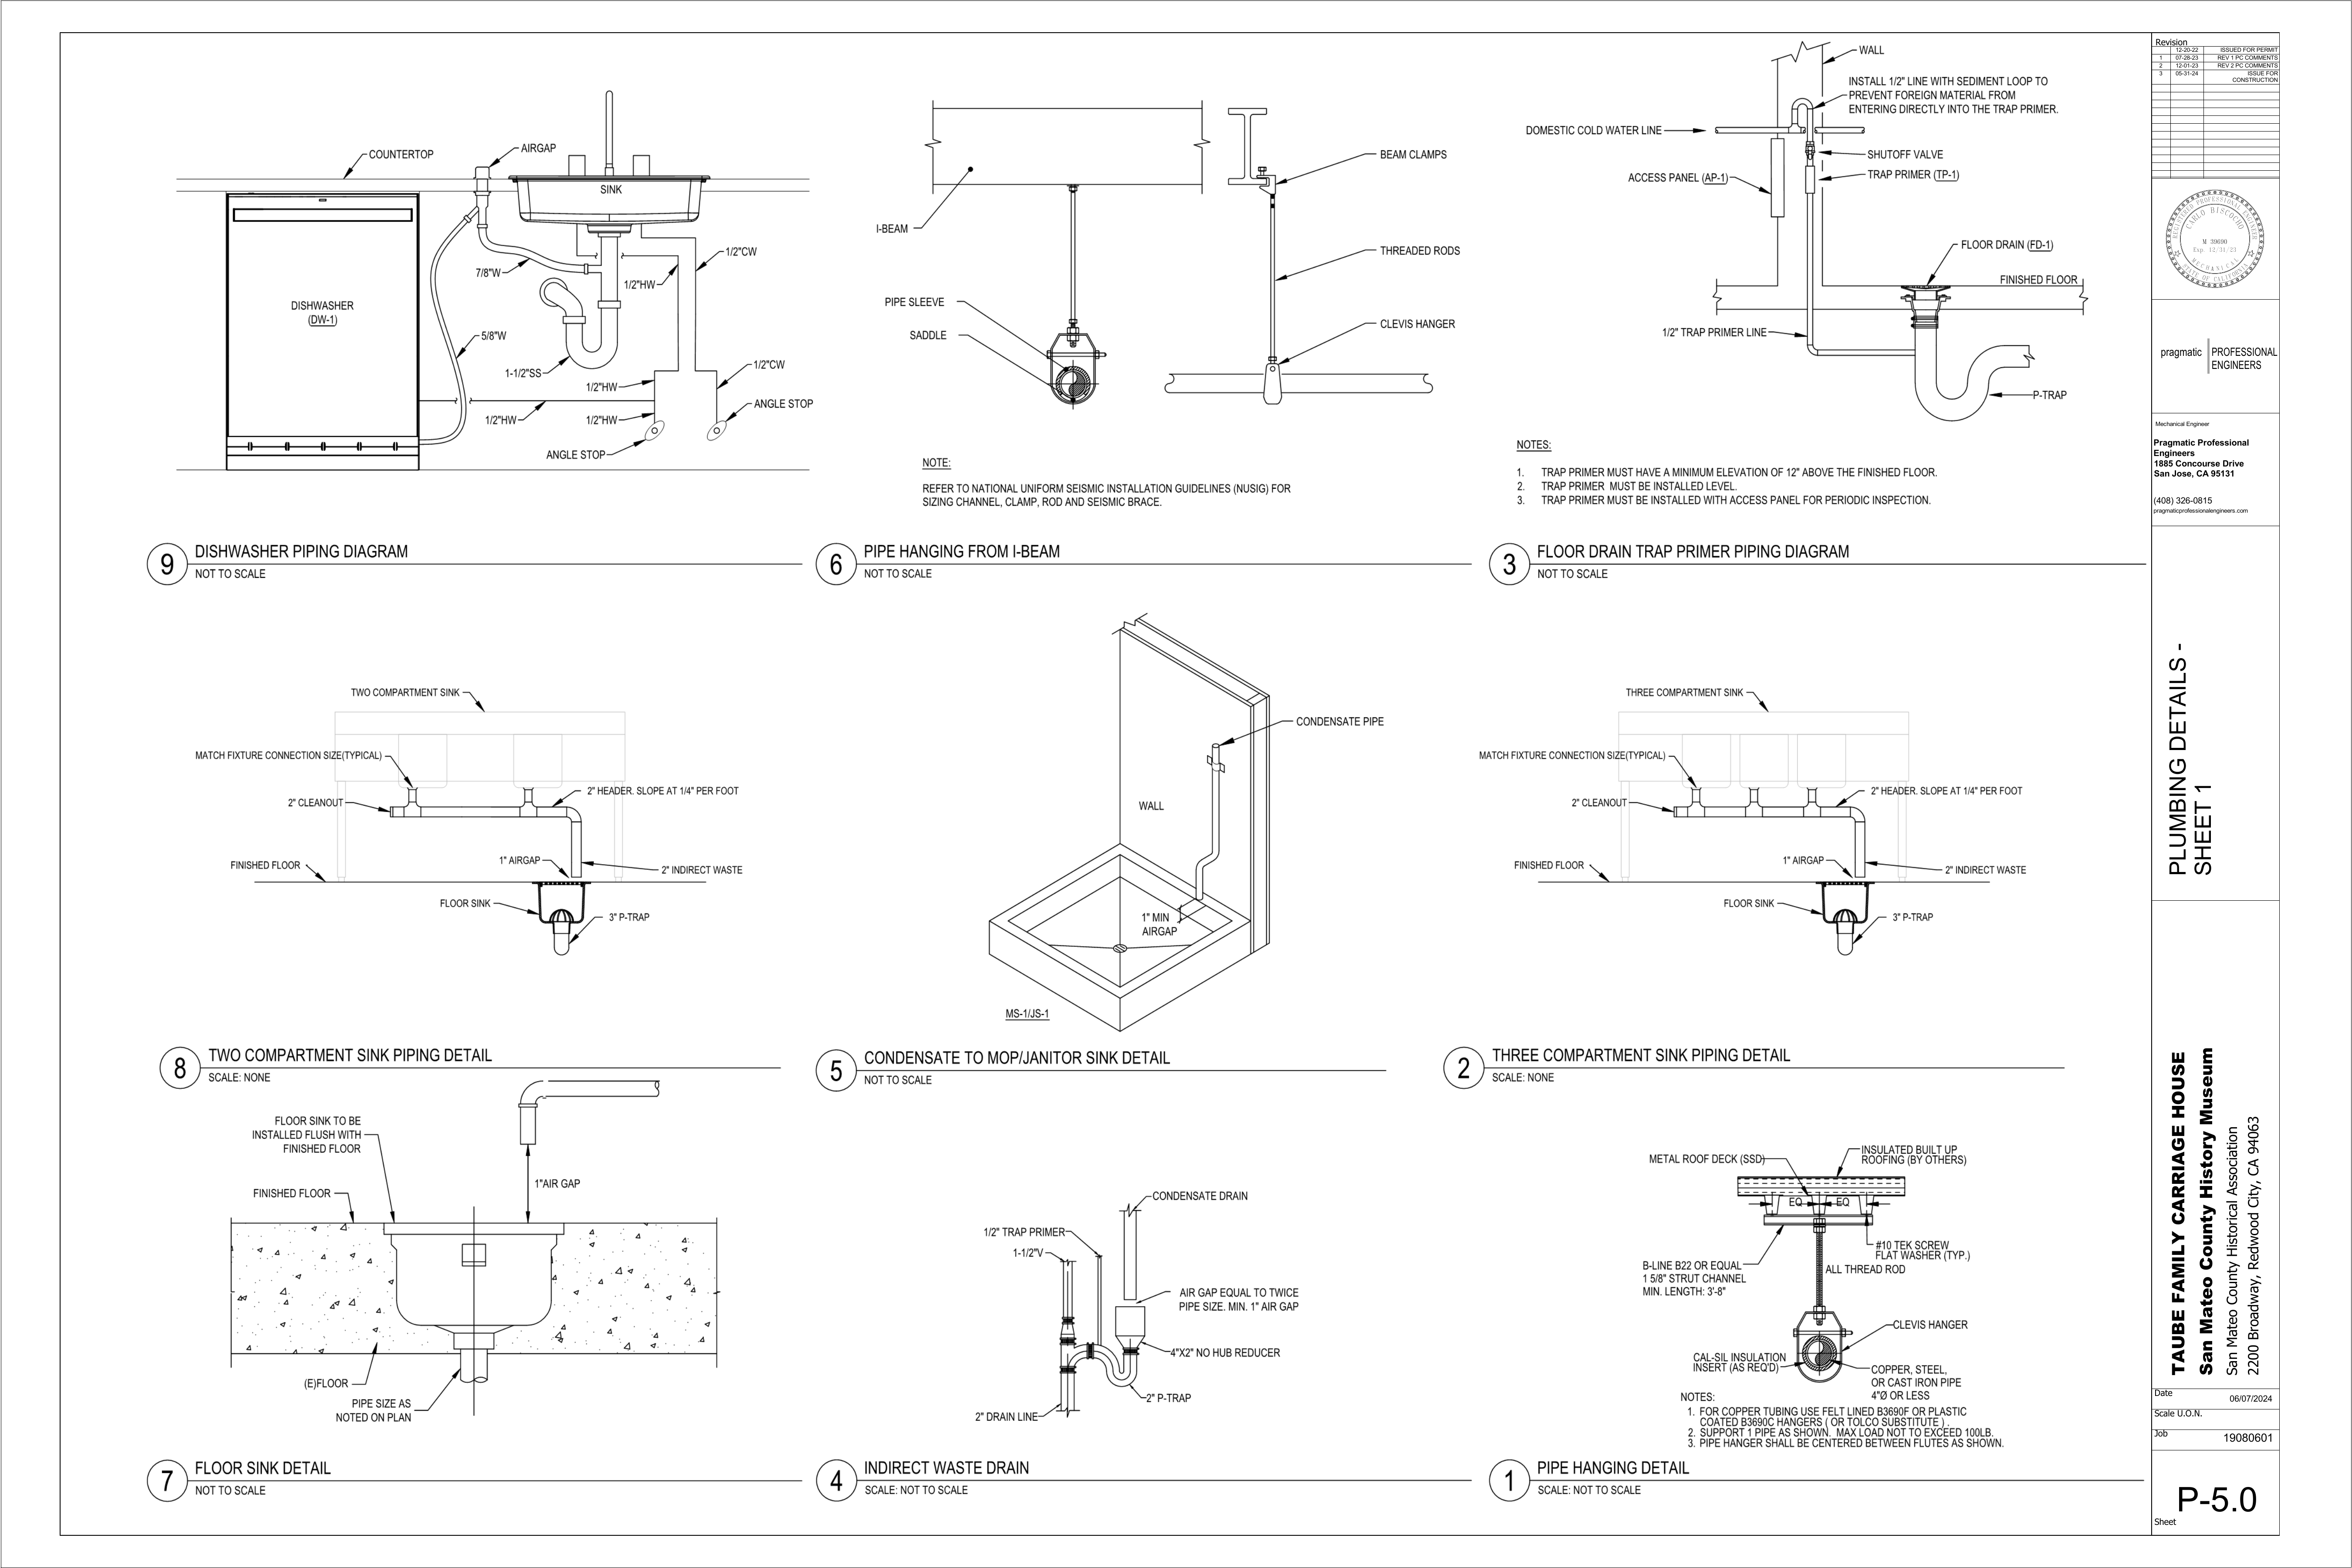 COUNTERTOP
AIRGAP
SINK
DISHWASHER
(DW-1)
7/8"W
5/8"W
1-1/2"SS
1/2"HW
1/2"CW
1/2"HW
1/2"CW
1/2"HW
1/2"HW
ANGLE STOP
ANGLE STOP
9
DISHWASHER PIPING DIAGRAM
NOT TO SCALE
I-BEAM
PIPE SLEEVE
SADDLE
BEAM CLAMPS
THREADED RODS
CLEVIS HANGER
NOTE:
REFER TO NATIONAL UNIFORM SEISMIC INSTALLATION GUIDELINES (NUSIG) FOR
SIZING CHANNEL, CLAMP, ROD AND SEISMIC BRACE.
6
PIPE HANGING FROM I-BEAM
NOT TO SCALE
WALL
INSTALL 1/2" LINE WITH SEDIMENT LOOP TO
PREVENT FOREIGN MATERIAL FROM
ENTERING DIRECTLY INTO THE TRAP PRIMER.
DOMESTIC COLD WATER LINE
SHUTOFF VALVE
ACCESS PANEL (AP-1)
TRAP PRIMER (TP-1)
FLOOR DRAIN (FD-1)
FINISHED FLOOR
1/2" TRAP PRIMER LINE
P-TRAP
NOTES:
1. TRAP PRIMER MUST HAVE A MINIMUM ELEVATION OF 12" ABOVE THE FINISHED FLOOR.
2. TRAP PRIMER MUST BE INSTALLED LEVEL.
3. TRAP PRIMER MUST BE INSTALLED WITH ACCESS PANEL FOR PERIODIC INSPECTION.
3
FLOOR DRAIN TRAP PRIMER PIPING DIAGRAM
NOT TO SCALE
TWO COMPARTMENT SINK
MATCH FIXTURE CONNECTION SIZE(TYPICAL)
2" CLEANOUT
2" HEADER. SLOPE AT 1/4" PER FOOT
FINISHED FLOOR
1" AIRGAP
2" INDIRECT WASTE
FLOOR SINK
3" P-TRAP
8
TWO COMPARTMENT SINK PIPING DETAIL
SCALE: NONE
CONDENSATE PIPE
WALL
1" MIN
AIRGAP
MS-1/JS-1
5
CONDENSATE TO MOP/JANITOR SINK DETAIL
NOT TO SCALE
THREE COMPARTMENT SINK
MATCH FIXTURE CONNECTION SIZE(TYPICAL)
2" CLEANOUT
2" HEADER. SLOPE AT 1/4" PER FOOT
FINISHED FLOOR
1" AIRGAP
2" INDIRECT WASTE
FLOOR SINK
3" P-TRAP
2
THREE COMPARTMENT SINK PIPING DETAIL
SCALE: NONE
FLOOR SINK TO BE
INSTALLED FLUSH WITH
FINISHED FLOOR
FINISHED FLOOR
1"AIR GAP
(E)FLOOR
PIPE SIZE AS
NOTED ON PLAN
7
FLOOR SINK DETAIL
NOT TO SCALE
CONDENSATE DRAIN
1/2" TRAP PRIMER
1-1/2"V
AIR GAP EQUAL TO TWICE
PIPE SIZE. MIN. 1" AIR GAP
4"X2" NO HUB REDUCER
2" P-TRAP
2" DRAIN LINE
4
INDIRECT WASTE DRAIN
SCALE: NOT TO SCALE
METAL ROOF DECK (SSD)
INSULATED BUILT UP
ROOFING (BY OTHERS)
EQ EQ
#10 TEK SCREW
FLAT WASHER (TYP.)
B-LINE B22 OR EQUAL
1 5/8" STRUT CHANNEL
MIN. LENGTH: 3'-8"
ALL THREAD ROD
CLEVIS HANGER
CAL-SIL INSULATION
INSERT (AS REQ'D)
COPPER, STEEL,
OR CAST IRON PIPE
4"Ø OR LESS
NOTES:
1. FOR COPPER TUBING USE FELT LINED B3690F OR PLASTIC
COATED B3690C HANGERS ( OR TOLCO SUBSTITUTE ) .
2. SUPPORT 1 PIPE AS SHOWN. MAX LOAD NOT TO EXCEED 100LB.
3. PIPE HANGER SHALL BE CENTERED BETWEEN FLUTES AS SHOWN.
1
PIPE HANGING DETAIL
SCALE: NOT TO SCALE
Revision
12-20-22 ISSUED FOR PERMIT
1 07-28-23 REV 1 PC COMMENTS
2 12-01-23 REV 2 PC COMMENTS
3 05-31-24 ISSUE FOR
CONSTRUCTION
REGISTERED PROFESSIONAL ENGINEER
CARLO BISCOCHO
M 39690
Exp. 12/31/23
MECHANICAL
STATE OF CALIFORNIA
pragmatic
PROFESSIONAL
ENGINEERS
Mechanical Engineer
Pragmatic Professional
Engineers
1885 Concourse Drive
San Jose, CA 95131
(408) 326-0815
pragmaticprofessionalengineers.com
PLUMBING DETAILS -
SHEET 1
TAUBE FAMILY CARRIAGE HOUSE
San Mateo County History Museum
San Mateo County Historical Association
2200 Broadway, Redwood City, CA 94063
Date
06/07/2024
Scale U.O.N.
Job
19080601
P-5.0
Sheet